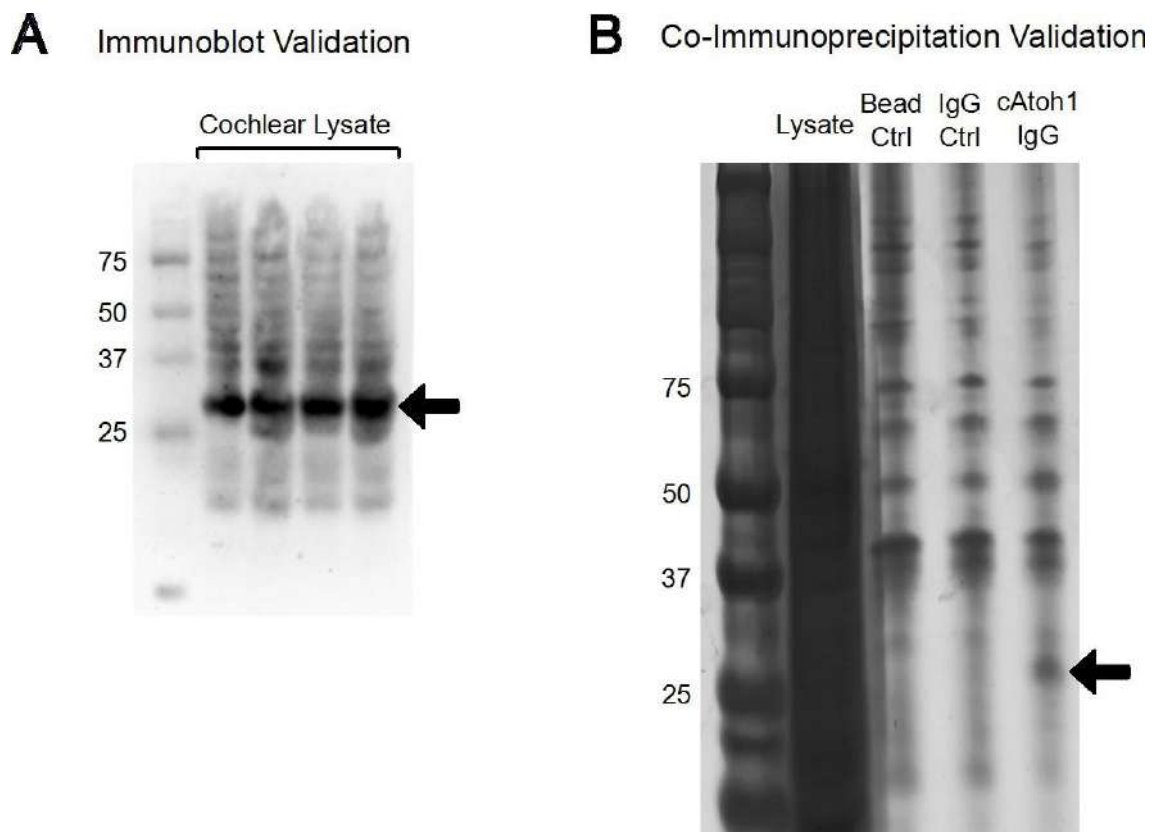 A Immunoblot Validation
Cochlear Lysate
75
50
37
25
B Co-Immunoprecipitation Validation
Lysate
Bead Ctrl
IgG Ctrl
cAtoh1 IgG
75
50
37
25